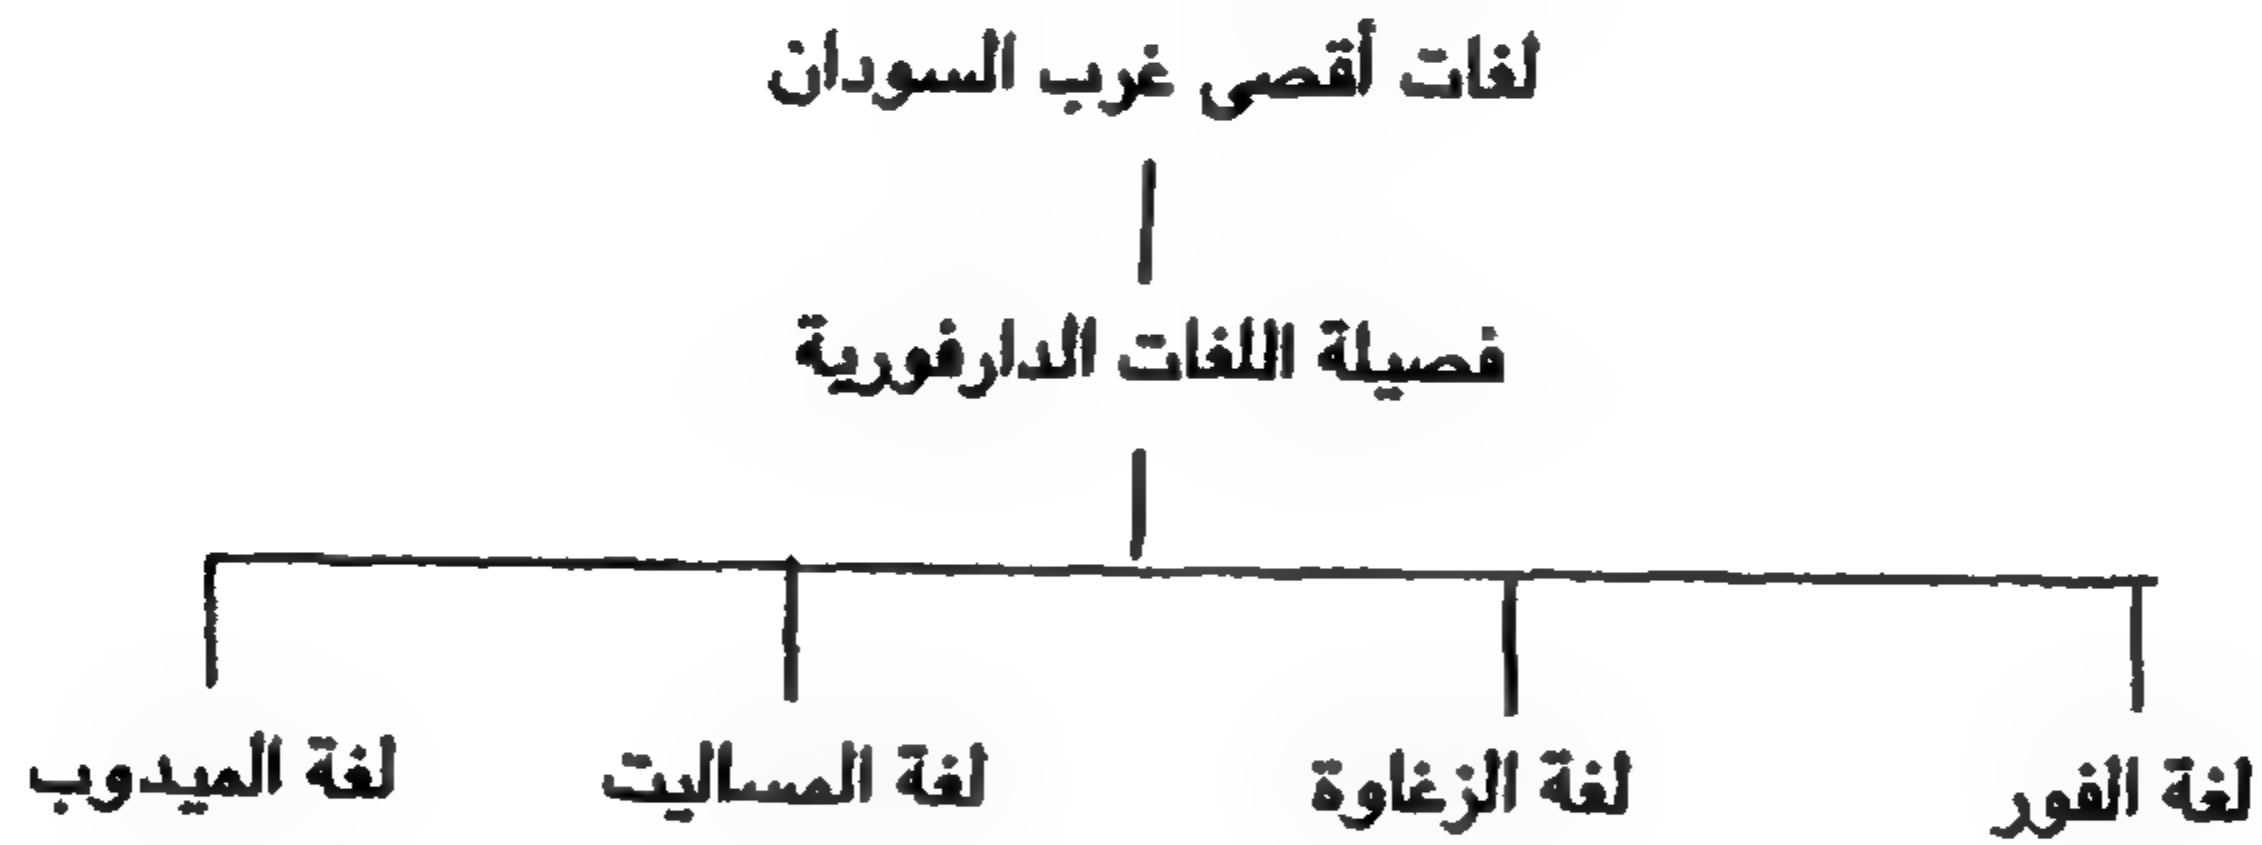 لغات أقصى غرب السودان
فصيلة اللغات الدارفورية
لغة الفور لغة الزغاوة لغة المساليت لغة الميدوب